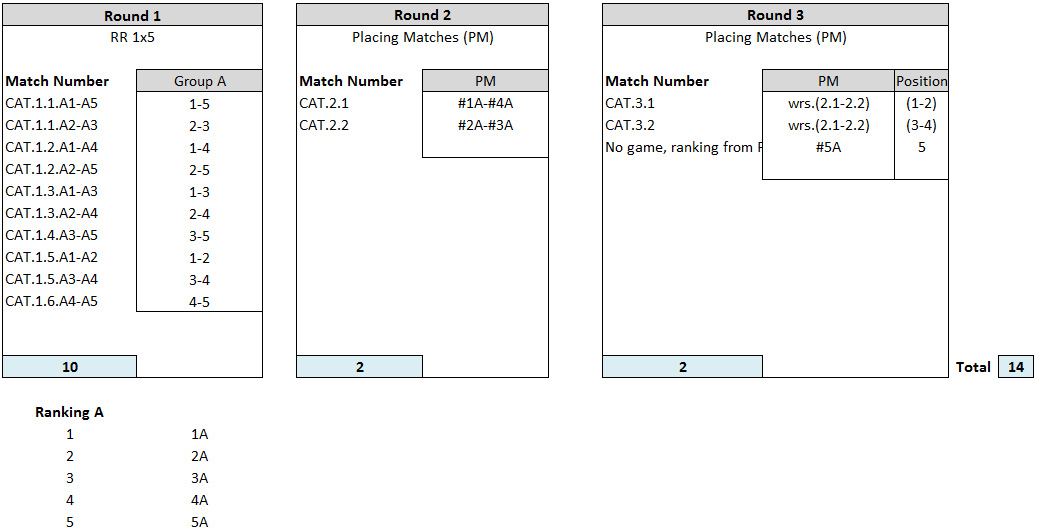 Round 1
RR 1x5
Match Number Group A
CAT.1.1.A1-A5 1-5
CAT.1.1.A2-A3 2-3
CAT.1.2.A1-A4 1-4
CAT.1.2.A2-A5 2-5
CAT.1.3.A1-A3 1-3
CAT.1.3.A2-A4 2-4
CAT.1.4.A3-A5 3-5
CAT.1.5.A1-A2 1-2
CAT.1.5.A3-A4 3-4
CAT.1.6.A4-A5 4-5
10
Round 2
Placing Matches (PM)
Match Number PM
CAT.2.1 #1A-#4A
CAT.2.2 #2A-#3A
2
Round 3
Placing Matches (PM)
Match Number PM Position
CAT.3.1 wrs.(2.1-2.2) (1-2)
CAT.3.2 wrs.(2.1-2.2) (3-4)
No game, ranking from #5A 5
2
Total 14
Ranking A
1 1A
2 2A
3 3A
4 4A
5 5A